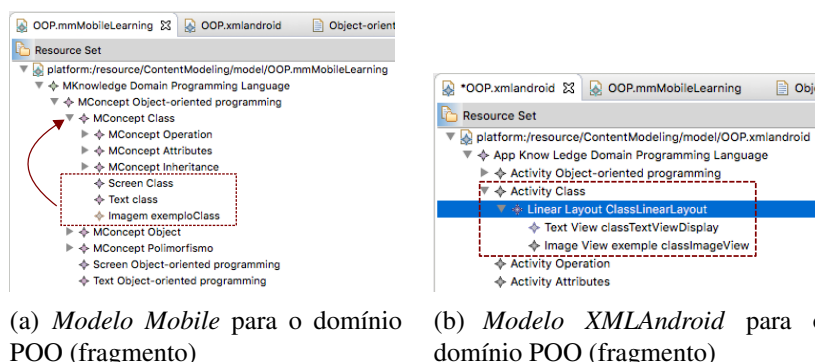 OOP.mmMobileLearning
OOP.xmlandroid
Object-orient
Resource Set
platform:/resource/ContentModeling/model/OOP.mmMobileLearning
MKnowledge Domain Programming Language
MConcept Object-oriented programming
MConcept Class
MConcept Operation
MConcept Attributes
MConcept Inheritance
Screen Class
Text class
Imagem exemploClass
MConcept Object
MConcept Polimorfismo
Screen Object-oriented programming
Text Object-oriented programming
(a) Modelo Mobile para o domínio
POO (fragmento)
*OOP.xmlandroid
OOP.mmMobileLearning
Obj
Resource Set
platform:/resource/ContentModeling/model/OOP.xmlandroid
App Know Ledge Domain Programming Language
Activity Object-oriented programming
Activity Class
Linear Layout ClassLinearLayout
Text View classTextViewDisplay
Image View exemple classImageView
Activity Operation
Activity Attributes
(b) Modelo XMLAndroid para o
domínio POO (fragmento)